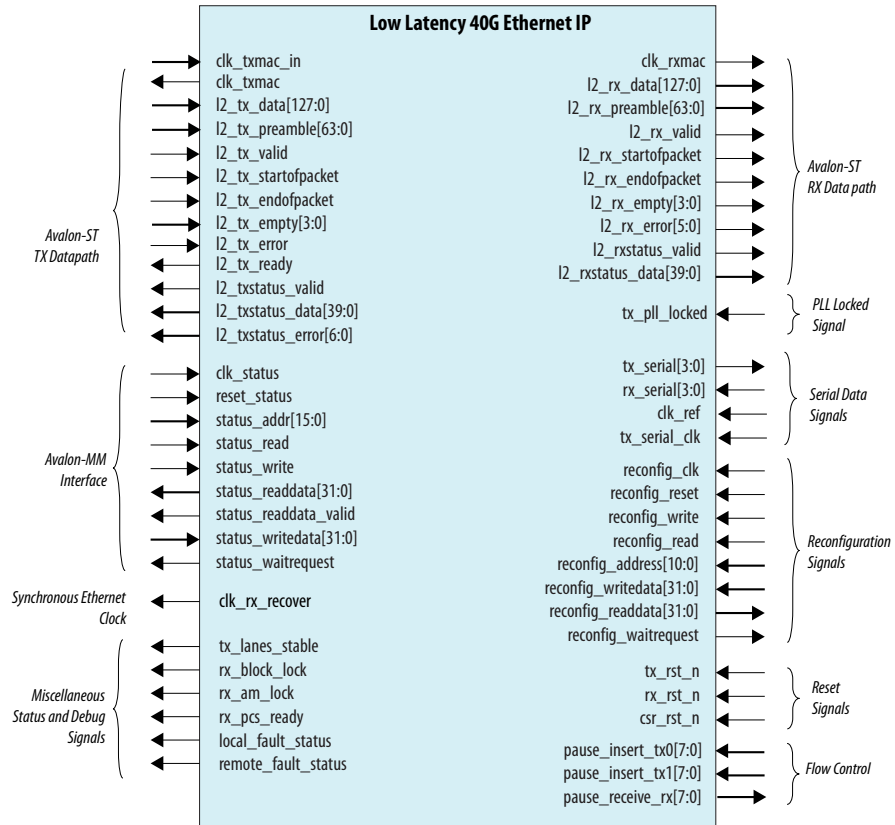 Low Latency 40G Ethernet IP
clk_txmac_in
clk_txmac
l2_tx_data[127:0]
l2_tx_preamble[63:0]
l2_tx_valid
l2_tx_startofpacket
l2_tx_endofpacket
l2_tx_empty[3:0]
l2_tx_error
l2_tx_ready
l2_txstatus_valid
l2_txstatus_data[39:0]
l2_txstatus_error[6:0]
Avalon-ST
TX Datapath
clk_status
reset_status
status_addr[15:0]
status_read
status_write
status_readdata[31:0]
status_readdata_valid
status_writedata[31:0]
status_waitrequest
Avalon-MM
Interface
clk_rx_recover
Synchronous Ethernet
Clock
tx_lanes_stable
rx_block_lock
rx_am_lock
rx_pcs_ready
local_fault_status
remote_fault_status
Miscellaneous
Status and Debug
Signals
clk_rxmac
l2_rx_data[127:0]
l2_rx_preamble[63:0]
l2_rx_valid
l2_rx_startofpacket
l2_rx_endofpacket
l2_rx_empty[3:0]
l2_rx_error[5:0]
l2_rxstatus_valid
l2_rxstatus_data[39:0]
Avalon-ST
RX Data path
tx_pll_locked
PLL Locked
Signal
tx_serial[3:0]
rx_serial[3:0]
clk_ref
tx_serial_clk
Serial Data
Signals
reconfig_clk
reconfig_reset
reconfig_write
reconfig_read
reconfig_address[10:0]
reconfig_writedata[31:0]
reconfig_readdata[31:0]
reconfig_waitrequest
Reconfiguration
Signals
tx_rst_n
rx_rst_n
csr_rst_n
Reset
Signals
pause_insert_tx0[7:0]
pause_insert_tx1[7:0]
pause_receive_rx[7:0]
Flow Control